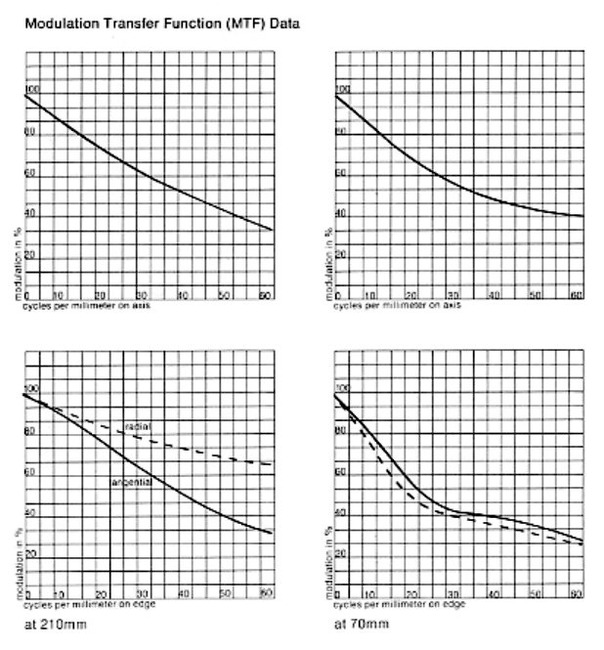 Modulation Transfer Function (MTF) Data
100
80
60
40
20
modulation in %
0 10 20 30 40 50 60
cycles per millimeter on axis
100
80
60
40
20
modulation in %
0 10 20 30 40 50 60
cycles per millimeter on axis
100
80
60
40
20
modulation in %
radial
tangential
0 10 20 30 40 50 60
cycles per millimeter on edge
at 210mm
100
80
60
40
20
modulation in %
0 10 20 30 40 50 60
cycles per millimeter on edge
at 70mm